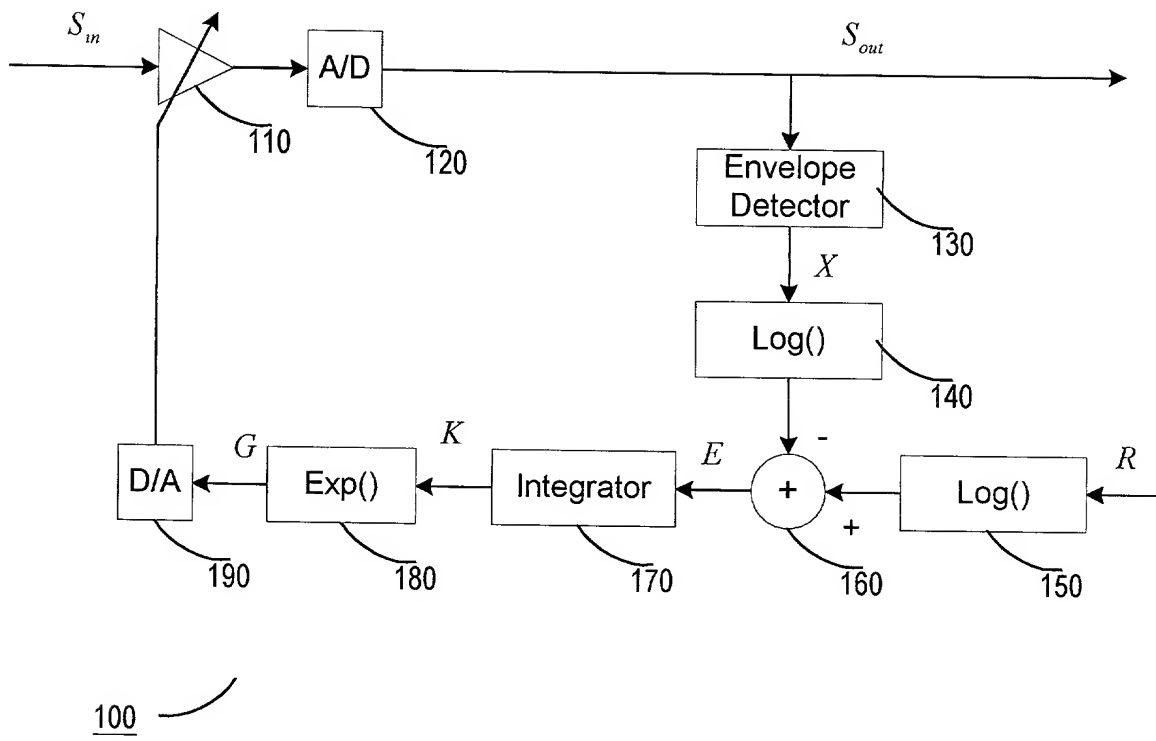 S_in
S_out
A/D
110
120
Envelope
Detector
130
X
Log()
140
-
R
E
K
G
D/A
Exp()
Integrator
+
Log()
+
190
180
170
160
150
100